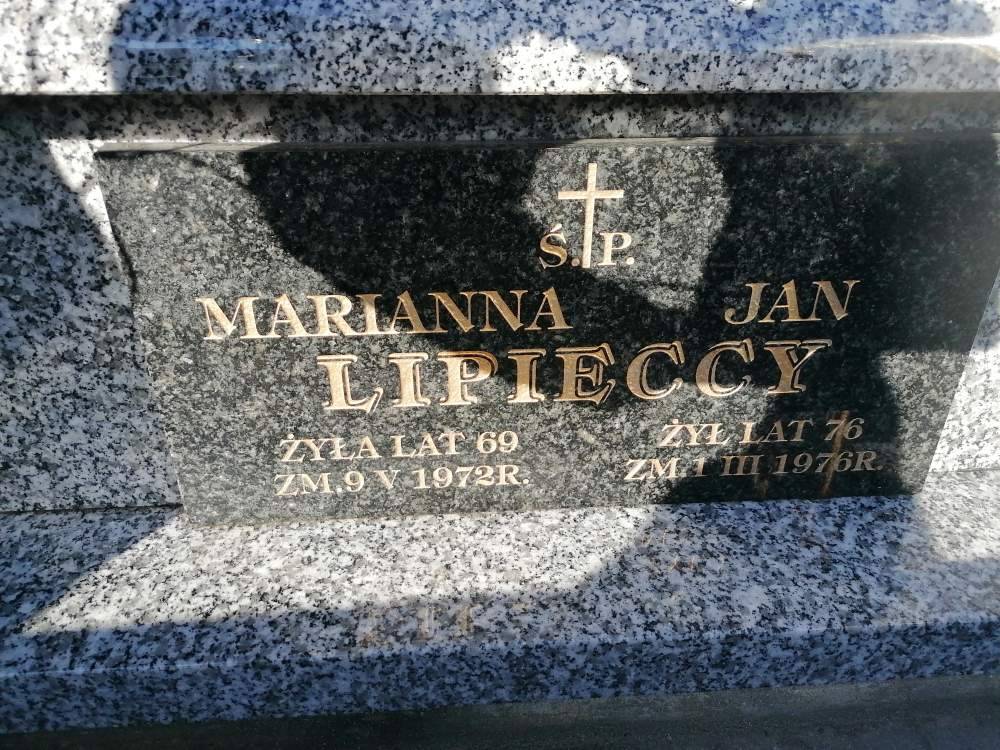 Ś.P.
MARIANNA JAN
LIPIECCY
ŻYŁA LAT 69 ŻYŁ LAT 76
ZM.9 V 1972R. ZM 1 III 1976R.